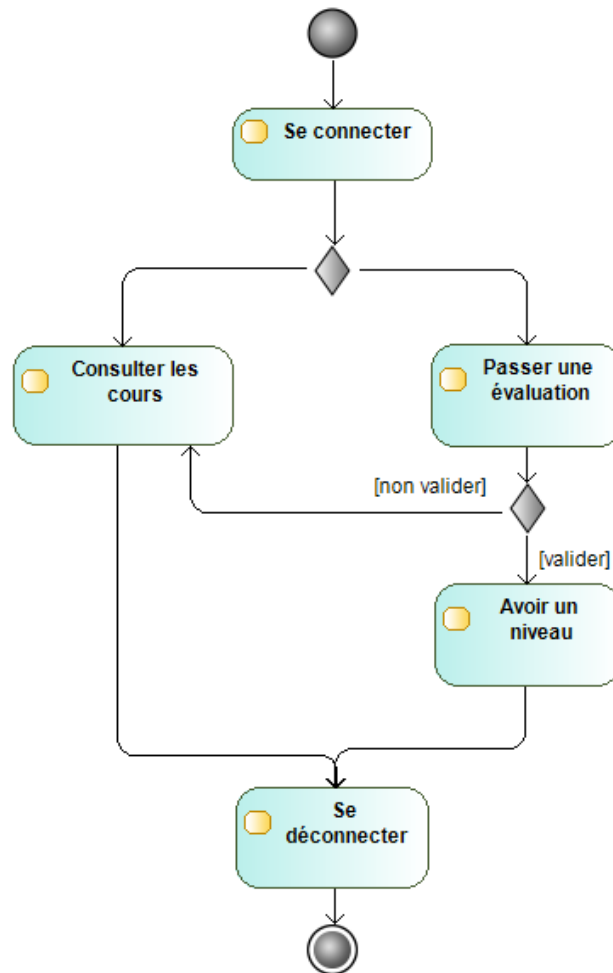 Se connecter
Consulter les
cours
Passer une
évaluation
[non valider]
[valider]
Avoir un
niveau
Se
déconnecter